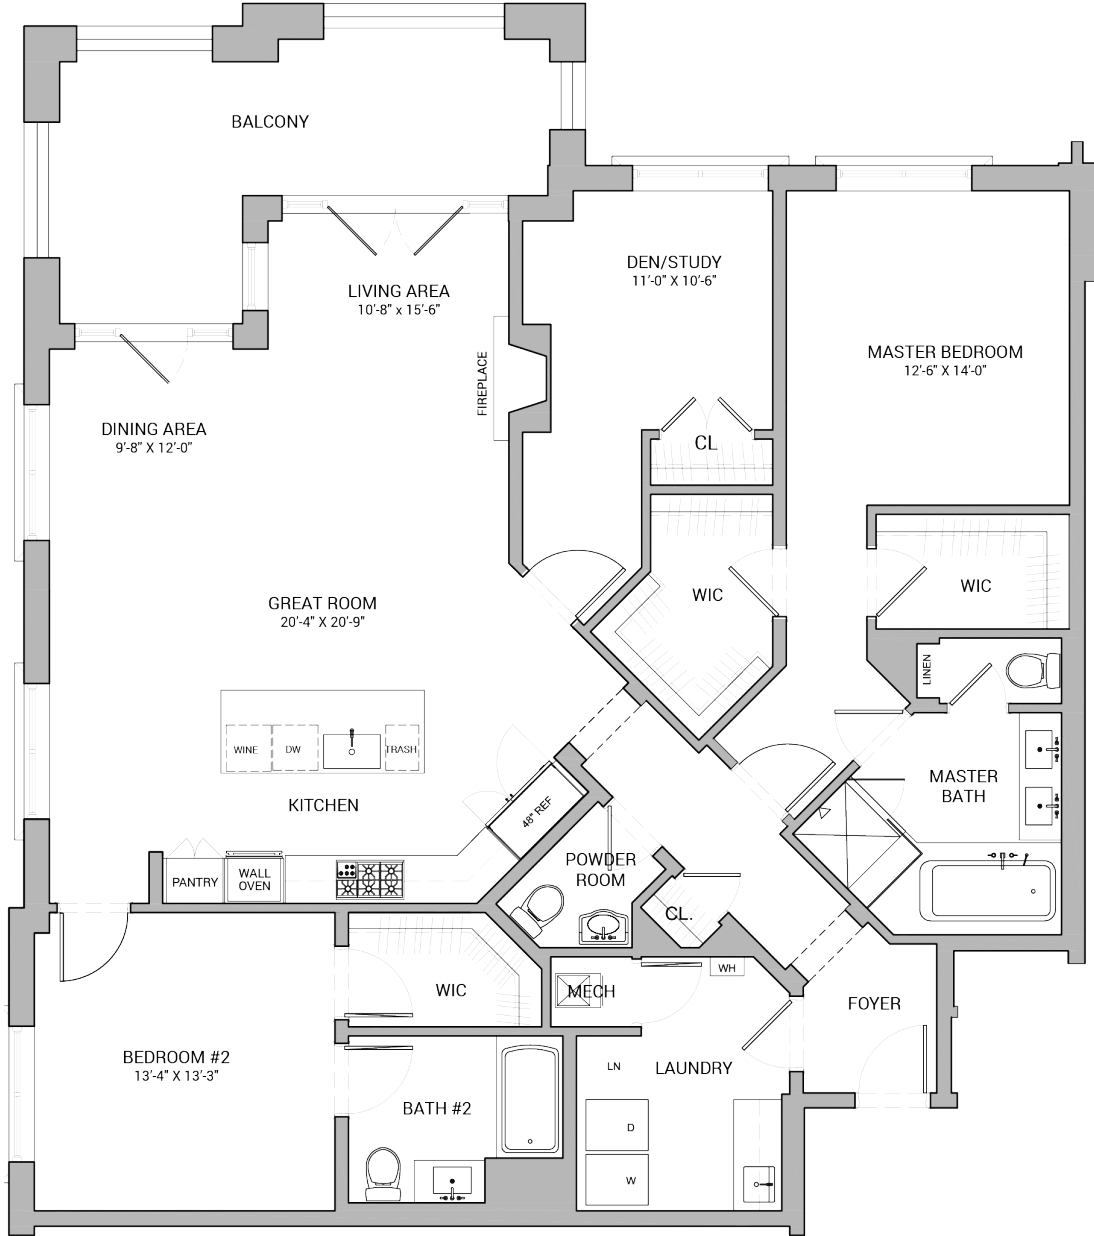 BALCONY
DEN/STUDY
11'-0" X 10'-6"
LIVING AREA
10'-8" x 15'-6"
MASTER BEDROOM
12'-6" X 14'-0"
FIREPLACE
DINING AREA
9'-8" X 12'-0"
CL
WIC
WIC
GREAT ROOM
20'-4" X 20'-9"
LINEN
WINE
DW
TRASH
KITCHEN
48" REF
MASTER
BATH
POWDER
ROOM
PANTRY
WALL
OVEN
CL.
WH
MECH
WIC
FOYER
BEDROOM #2
13'-4" X 13'-3"
LN
LAUNDRY
BATH #2
D
W